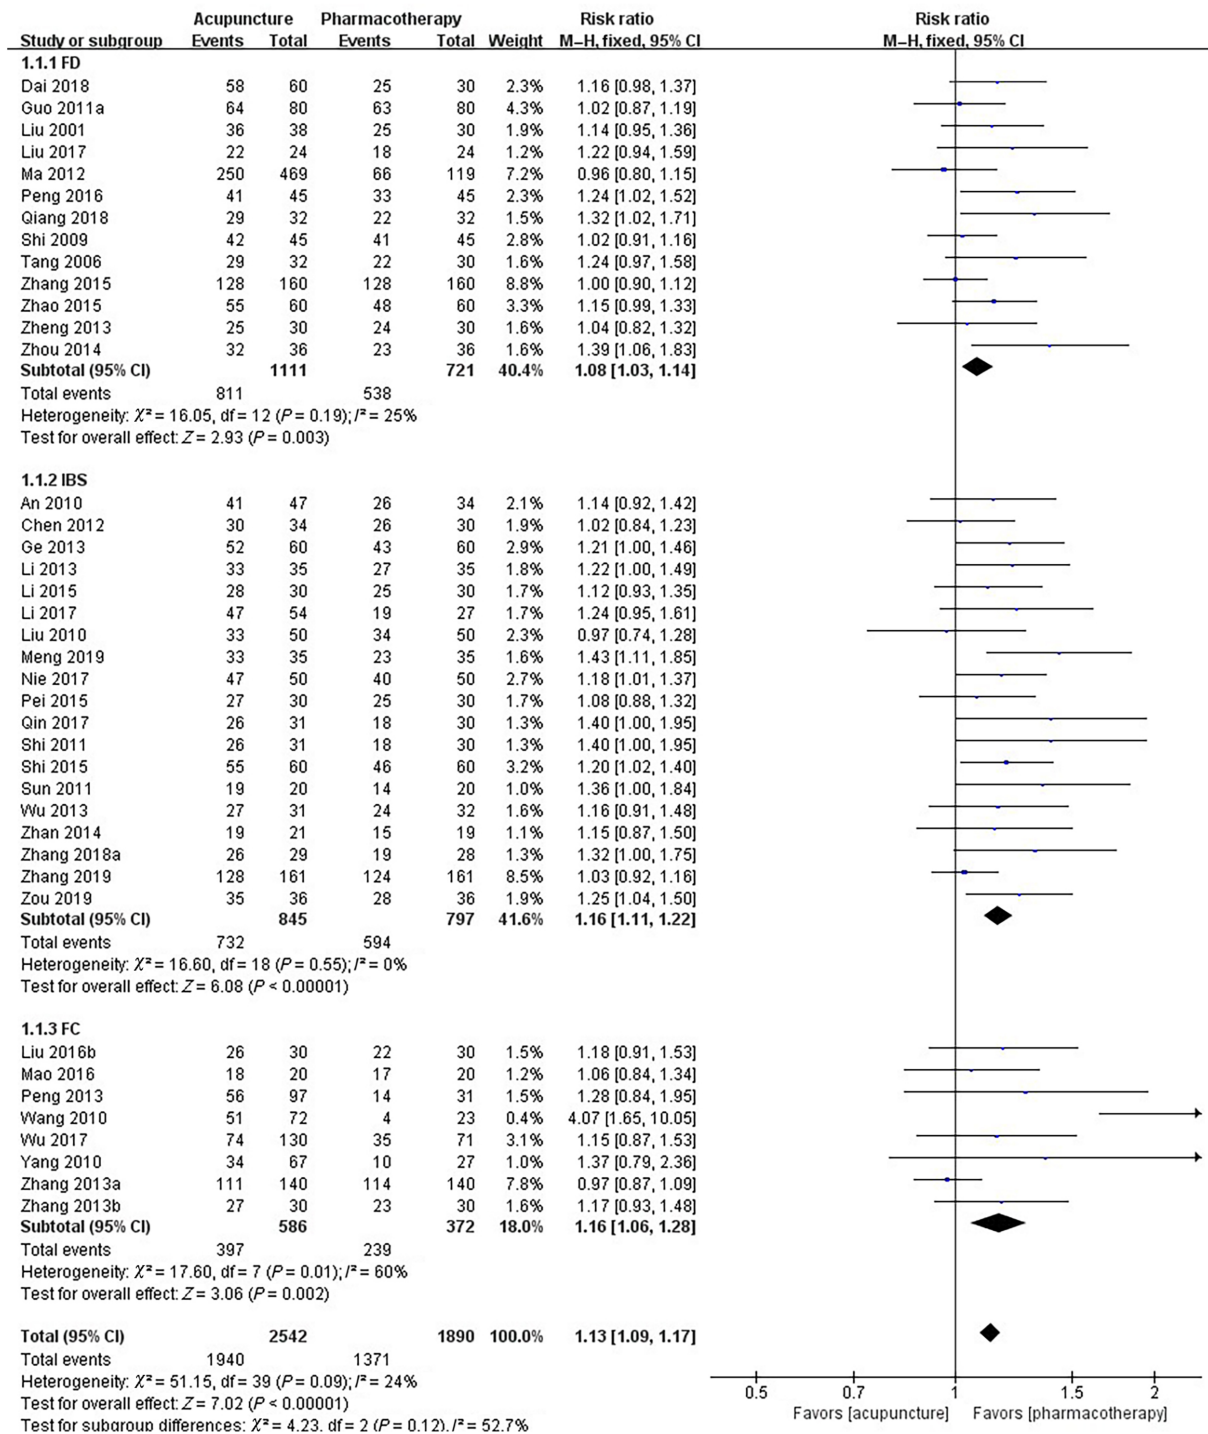 Acupuncture Pharmacotherapy Risk ratio Risk ratio
Study or subgroup Events Total Events Total Weight M–H, fixed, 95% CI M–H, fixed, 95% CI
1.1.1 FD
Dai 2018 58 60 25 30 2.3% 1.16 [0.98, 1.37]
Guo 2011a 64 80 63 80 4.3% 1.02 [0.87, 1.19]
Liu 2001 36 38 25 30 1.9% 1.14 [0.95, 1.36]
Liu 2017 22 24 18 24 1.2% 1.22 [0.94, 1.59]
Ma 2012 250 469 66 119 7.2% 0.96 [0.80, 1.15]
Peng 2016 41 45 33 45 2.3% 1.24 [1.02, 1.52]
Qiang 2018 29 32 22 32 1.5% 1.32 [1.02, 1.71]
Shi 2009 42 45 41 45 2.8% 1.02 [0.91, 1.16]
Tang 2006 29 32 22 30 1.6% 1.24 [0.97, 1.58]
Zhang 2015 128 160 128 160 8.8% 1.00 [0.90, 1.12]
Zhao 2015 55 60 48 60 3.3% 1.15 [0.99, 1.33]
Zheng 2013 25 30 24 30 1.6% 1.04 [0.82, 1.32]
Zhou 2014 32 36 23 36 1.6% 1.39 [1.06, 1.83]
Subtotal (95% CI) 1111 721 40.4% 1.08 [1.03, 1.14]
Total events 811 538
Heterogeneity: χ² = 16.05, df = 12 (P = 0.19); I² = 25%
Test for overall effect: Z = 2.93 (P = 0.003)
1.1.2 IBS
An 2010 41 47 26 34 2.1% 1.14 [0.92, 1.42]
Chen 2012 30 34 26 30 1.9% 1.02 [0.84, 1.23]
Ge 2013 52 60 43 60 2.9% 1.21 [1.00, 1.46]
Li 2013 33 35 27 35 1.8% 1.22 [1.00, 1.49]
Li 2015 28 30 25 30 1.7% 1.12 [0.93, 1.35]
Li 2017 47 54 19 27 1.7% 1.24 [0.95, 1.61]
Liu 2010 33 50 34 50 2.3% 0.97 [0.74, 1.28]
Meng 2019 33 35 23 35 1.6% 1.43 [1.11, 1.85]
Nie 2017 47 50 40 50 2.7% 1.18 [1.01, 1.37]
Pei 2015 27 30 25 30 1.7% 1.08 [0.88, 1.32]
Qin 2017 26 31 18 30 1.3% 1.40 [1.00, 1.95]
Shi 2011 26 31 18 30 1.3% 1.40 [1.00, 1.95]
Shi 2015 55 60 46 60 3.2% 1.20 [1.02, 1.40]
Sun 2011 19 20 14 20 1.0% 1.36 [1.00, 1.84]
Wu 2013 27 31 24 32 1.6% 1.16 [0.91, 1.48]
Zhan 2014 19 21 15 19 1.1% 1.15 [0.87, 1.50]
Zhang 2018a 26 29 19 28 1.3% 1.32 [1.00, 1.75]
Zhang 2019 128 161 124 161 8.5% 1.03 [0.92, 1.16]
Zou 2019 35 36 28 36 1.9% 1.25 [1.04, 1.50]
Subtotal (95% CI) 845 797 41.6% 1.16 [1.11, 1.22]
Total events 732 594
Heterogeneity: χ² = 16.60, df = 18 (P = 0.55); I² = 0%
Test for overall effect: Z = 6.08 (P < 0.00001)
1.1.3 FC
Liu 2016b 26 30 22 30 1.5% 1.18 [0.91, 1.53]
Mao 2016 18 20 17 20 1.2% 1.06 [0.84, 1.34]
Peng 2013 56 97 14 31 1.5% 1.28 [0.84, 1.95]
Wang 2010 51 72 4 23 0.4% 4.07 [1.65, 10.05]
Wu 2017 74 130 35 71 3.1% 1.15 [0.87, 1.53]
Yang 2010 34 67 10 27 1.0% 1.37 [0.79, 2.36]
Zhang 2013a 111 140 114 140 7.8% 0.97 [0.87, 1.09]
Zhang 2013b 27 30 23 30 1.6% 1.17 [0.93, 1.48]
Subtotal (95% CI) 586 372 18.0% 1.16 [1.06, 1.28]
Total events 397 239
Heterogeneity: χ² = 17.60, df = 7 (P = 0.01); I² = 60%
Test for overall effect: Z = 3.06 (P = 0.002)
Total (95% CI) 2542 1890 100.0% 1.13 [1.09, 1.17]
Total events 1940 1371
Heterogeneity: χ² = 51.15, df = 39 (P = 0.09); I² = 24%
Test for overall effect: Z = 7.02 (P < 0.00001)
Test for subgroup differences: χ² = 4.23, df = 2 (P = 0.12), I² = 52.7%
0.5 0.7 1 1.5 2
Favors [acupuncture] Favors [pharmacotherapy]